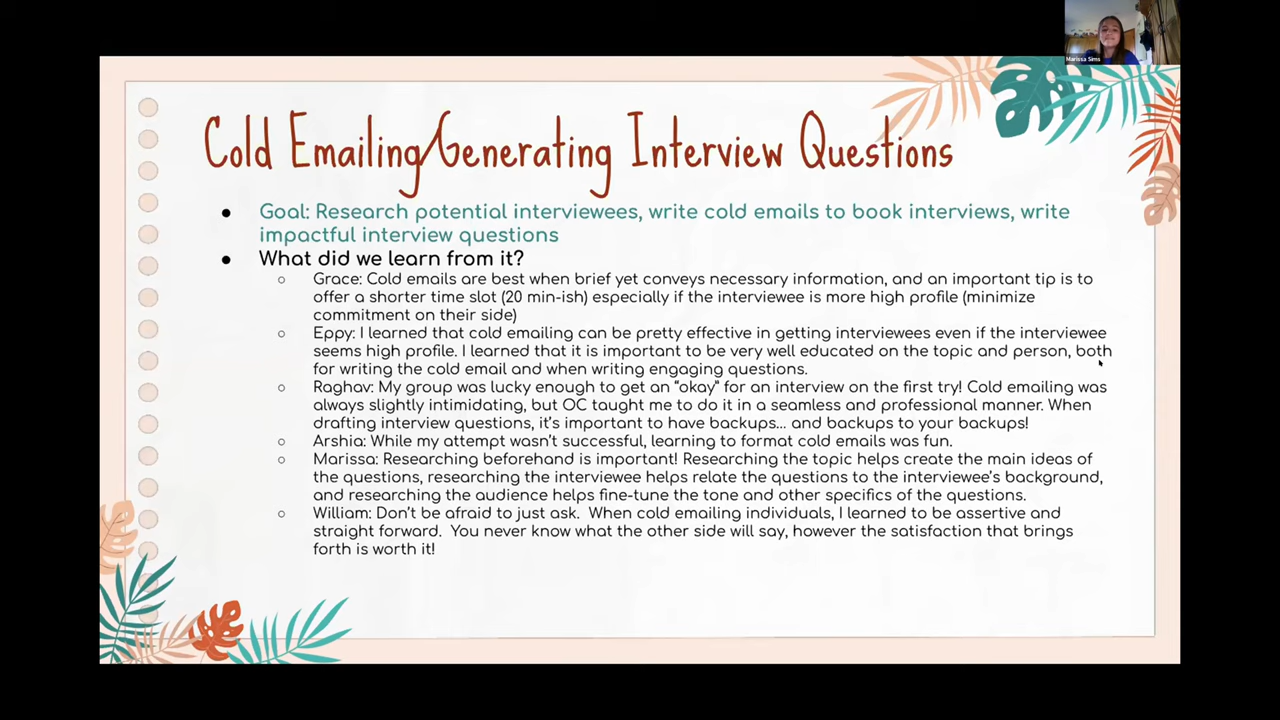 Marissa Sims
Cold Emailing/Generating Interview Questions
● Goal: Research potential interviewees, write cold emails to book interviews, write
impactful interview questions
● What did we learn from it?
○ Grace: Cold emails are best when brief yet conveys necessary information, and an important tip is to
offer a shorter time slot (20 min-ish) especially if the interviewee is more high profile (minimize
commitment on their side)
○ Eppy: I learned that cold emailing can be pretty effective in getting interviewees even if the interviewee
seems high profile. I learned that it is important to be very well educated on the topic and person, both
for writing the cold email and when writing engaging questions.
○ Raghav: My group was lucky enough to get an “okay” for an interview on the first try! Cold emailing was
always slightly intimidating, but OC taught me to do it in a seamless and professional manner. When
drafting interview questions, it’s important to have backups... and backups to your backups!
○ Arshia: While my attempt wasn’t successful, learning to format cold emails was fun.
○ Marissa: Researching beforehand is important! Researching the topic helps create the main ideas of
the questions, researching the interviewee helps relate the questions to the interviewee’s background,
and researching the audience helps fine-tune the tone and other specifics of the questions.
○ William: Don’t be afraid to just ask.  When cold emailing individuals, I learned to be assertive and
straight forward.  You never know what the other side will say, however the satisfaction that brings
forth is worth it!